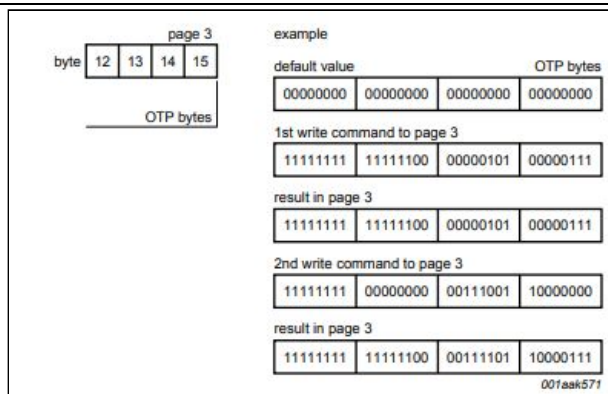 page 3
byte 12 13 14 15
OTP bytes
example
default value OTP bytes
00000000 00000000 00000000 00000000
1st write command to page 3
11111111 11111100 00000101 00000111
result in page 3
11111111 11111100 00000101 00000111
2nd write command to page 3
11111111 00000000 00111001 10000000
result in page 3
11111111 11111100 00111101 10000111
001aak571